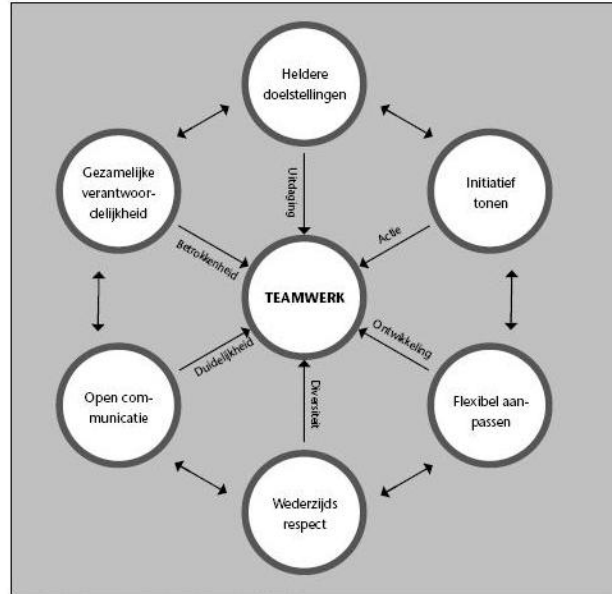 Heldere
doelstellingen
Gezamelijke
verantwoor-
delijkheid
Initiatief
tonen
Uitdaging
Betrokkenheid
Actie
TEAMWERK
Duidelijkheid
Ontwikkeling
Diversiteit
Open com-
municatie
Flexibel aan-
passen
Wederzijds
respect